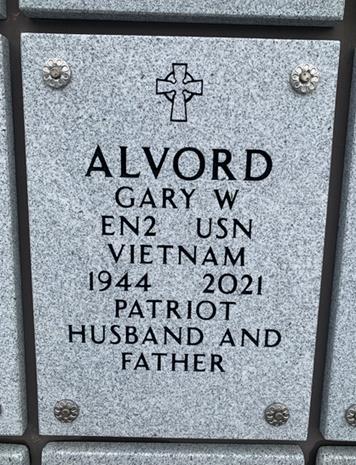 ALVORD
GARY W
EN2 USN
VIETNAM
1944 2021
PATRIOT
HUSBAND AND
FATHER